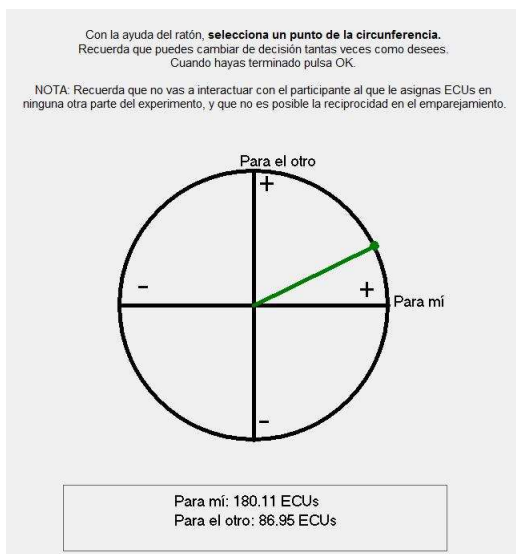 Con la ayuda del ratón, selecciona un punto de la circunferencia.
Recuerda que puedes cambiar de decisión tantas veces como desees.
Cuando hayas terminado pulsa OK.
NOTA: Recuerda que no vas a interactuar con el participante al que le asignas ECUs en
ninguna otra parte del experimento, y que no es posible la reciprocidad en el emparejamiento.
Para el otro
+
-
+
Para mí
-
Para mí: 180.11 ECUs
Para el otro: 86.95 ECUs